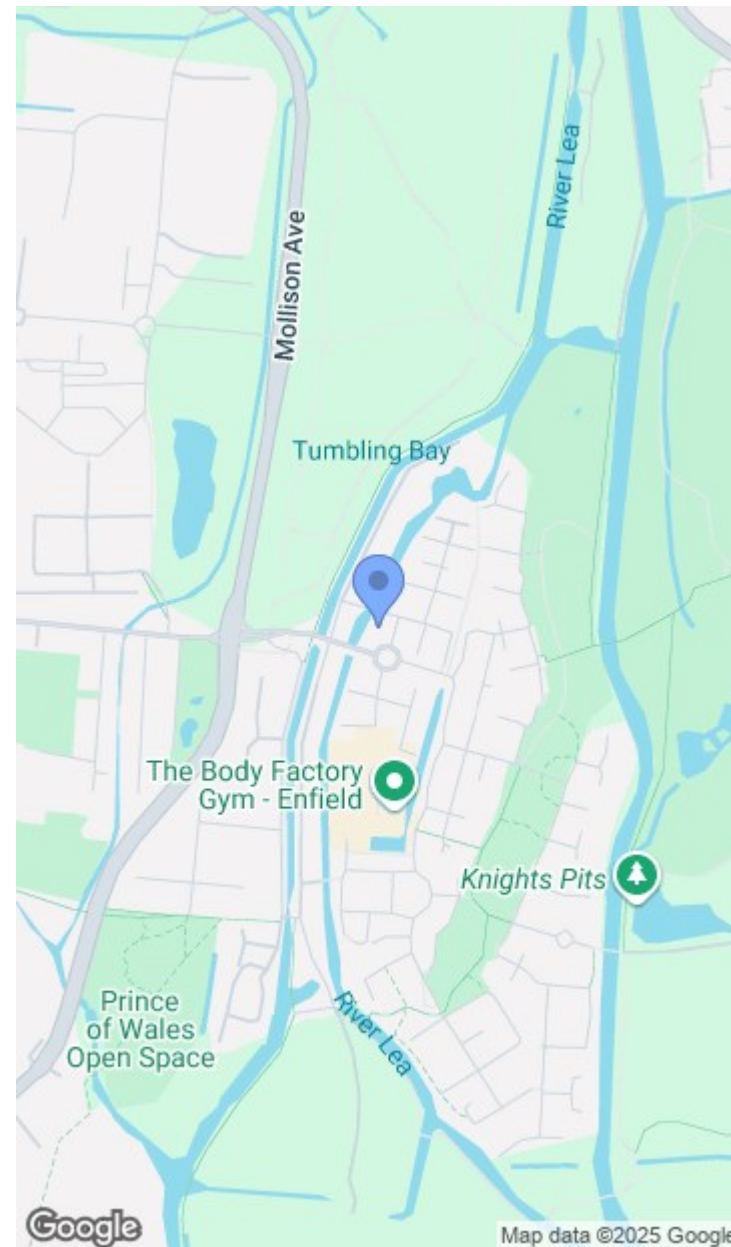 River Lea
Mollison Ave
Tumbling Bay
The Body Factory
Gym - Enfield
Knights Pits
Prince
of Wales
Open Space
River Lea
Google
Map data ©2025 Google